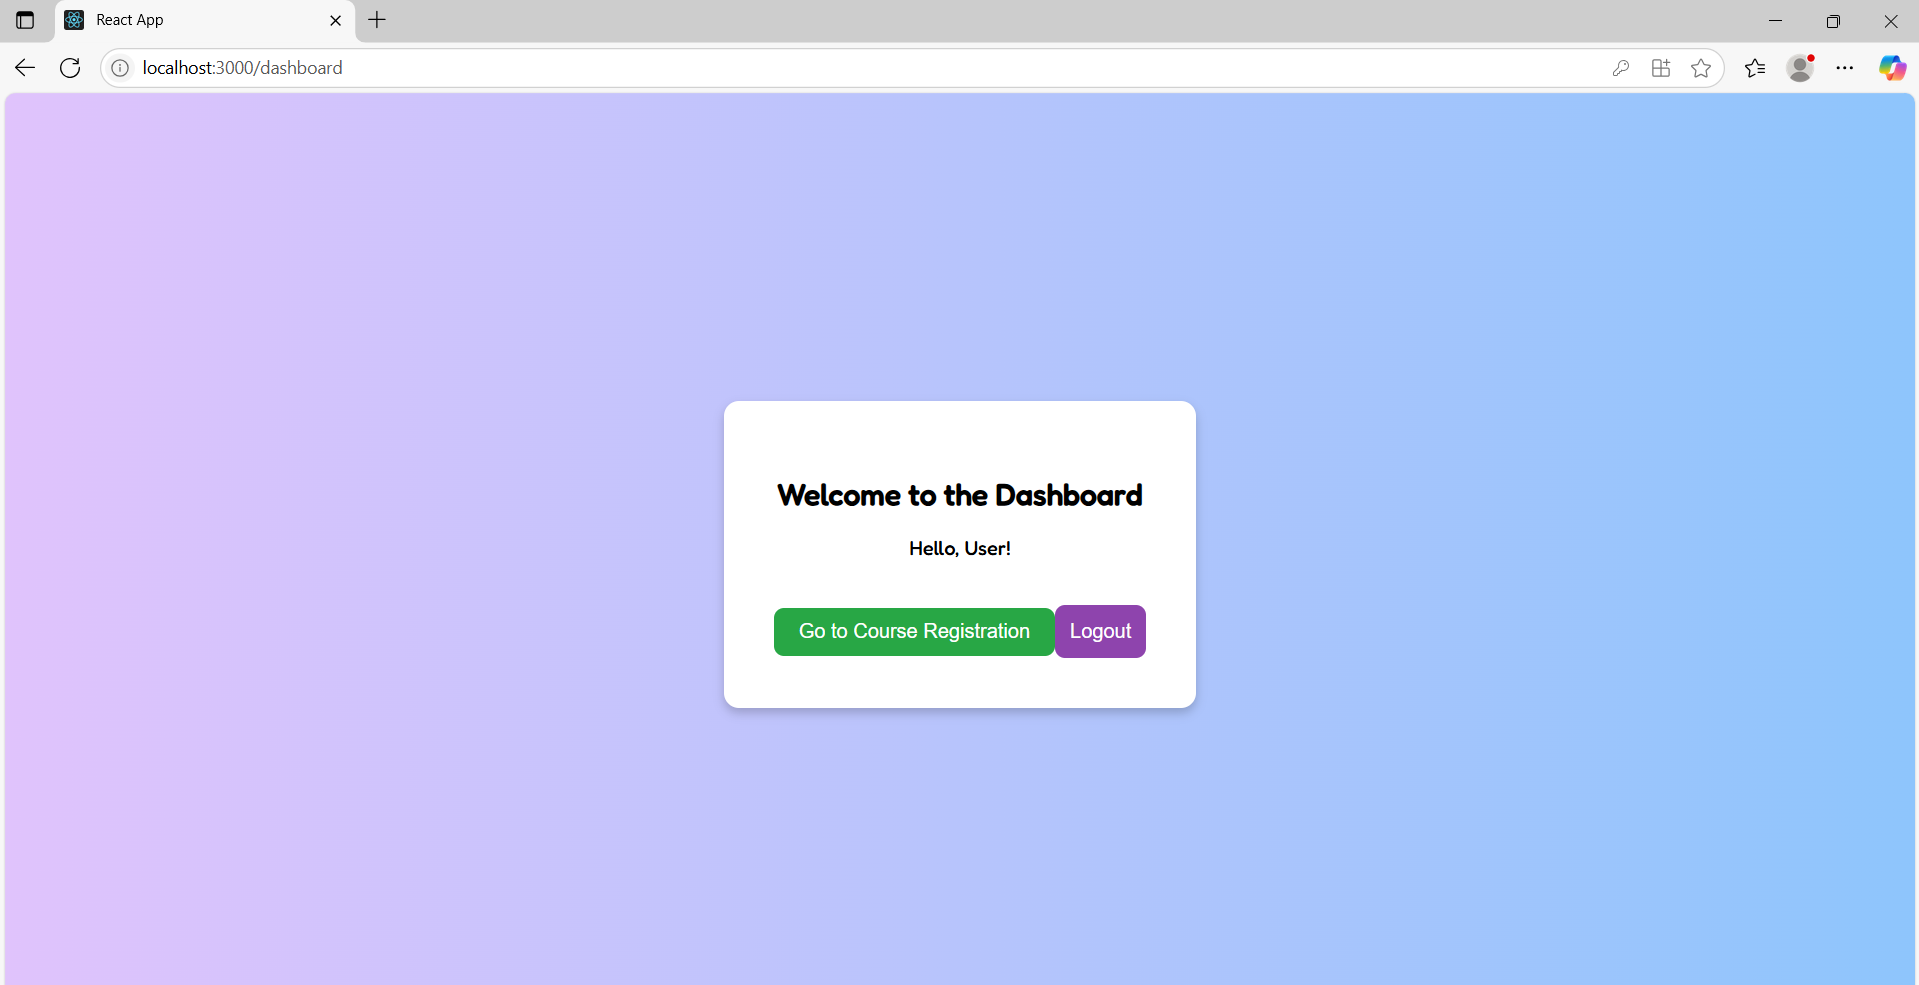 React App
localhost:3000/dashboard
Welcome to the Dashboard
Hello, User!
Go to Course Registration Logout